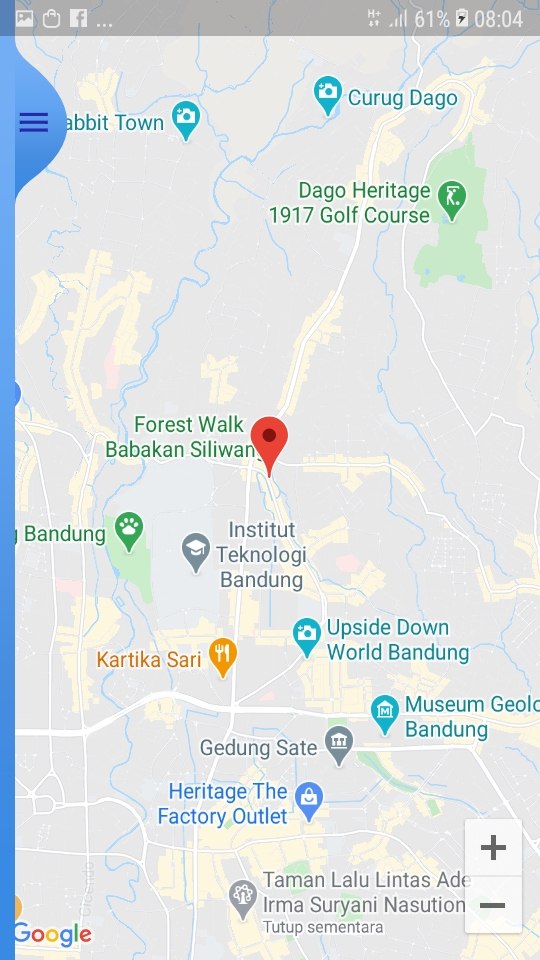 H+ 61% 08:04
Curug Dago
abbit Town
Dago Heritage
1917 Golf Course
Forest Walk
Babakan Siliwang
g Bandung
Institut
Teknologi
Bandung
Upside Down
World Bandung
Kartika Sari
Museum Geolo
Bandung
Gedung Sate
Heritage The
Factory Outlet
Taman Lalu Lintas Ade
Irma Suryani Nasution
Tutup sementara
Cicendo
Google